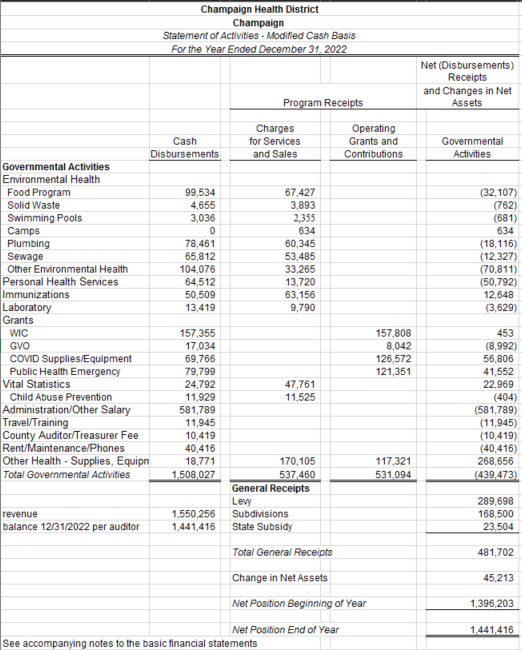 Champaign Health District
Champaign
Statement of Activities - Modified Cash Basis
For the Year Ended December 31, 2022
Net (Disbursements)
Receipts
and Changes in Net
Program Receipts Assets
Charges Operating
Cash for Services Grants and Governmental
Disbursements and Sales Contributions Activities
Governmental Activities
Environmental Health
Food Program 99,534 67,427 (32,107)
Solid Waste 4,655 3,893 (762)
Swimming Pools 3,036 2,355 (681)
Camps 0 634 634
Plumbing 78,461 60,345 (18,116)
Sewage 65,812 53,485 (12,327)
Other Environmental Health 104,076 33,265 (70,811)
Personal Health Services 64,512 13,720 (50,792)
Immunizations 50,509 63,156 12,648
Laboratory 13,419 9,790 (3,629)
Grants
WIC 157,355 157,808 453
GVO 17,034 8,042 (8,992)
COVID Supplies/Equipment 69,766 126,572 56,806
Public Health Emergency 79,799 121,351 41,552
Vital Statistics 24,792 47,761 22,969
Child Abuse Prevention 11,929 11,525 (404)
Administration/Other Salary 581,789 (581,789)
Travel/Training 11,945 (11,945)
County Auditor/Treasurer Fee 10,419 (10,419)
Rent/Maintenance/Phones 40,416 (40,416)
Other Health - Supplies, Equipn 18,771 170,105 117,321 268,656
Total Governmental Activities 1,508,027 537,460 531,094 (439,473)
General Receipts
Levy 289,698
revenue 1,550,256 Subdivisions 168,500
balance 12/31/2022 per auditor 1,441,416 State Subsidy 23,504
Total General Receipts 481,702
Change in Net Assets 45,213
Net Position Beginning of Year 1,396,203
Net Position End of Year 1,441,416
See accompanying notes to the basic financial statements